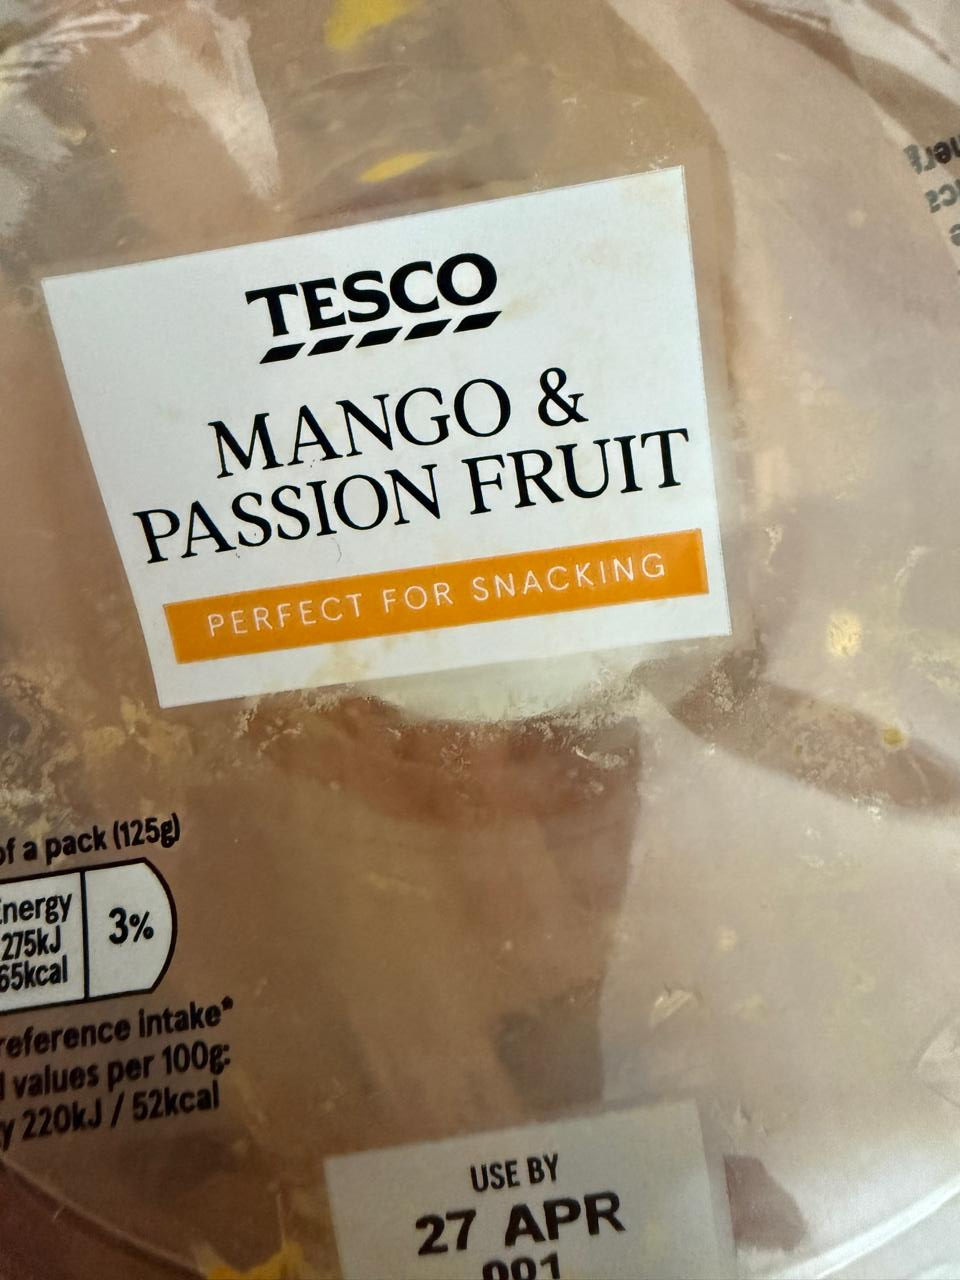 TESCO
MANGO &
PASSION FRUIT
PERFECT FOR SNACKING
of a pack (125g)
Energy
275kJ
65kcal
3%
reference intake*
values per 100g:
220kJ / 52kcal
USE BY
27 APR